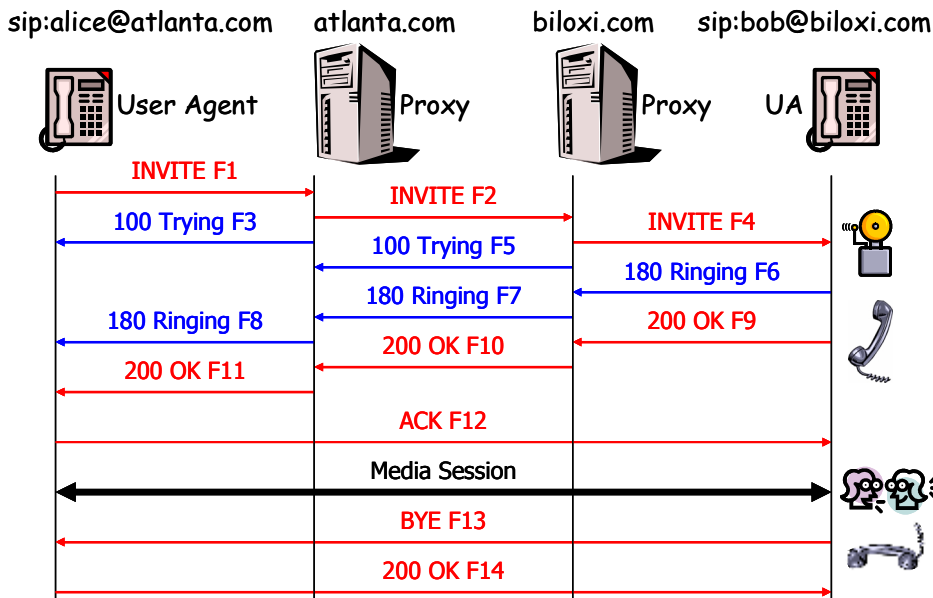 sip:alice@atlanta.com atlanta.com biloxi.com sip:bob@biloxi.com
User Agent Proxy Proxy UA
INVITE F1
INVITE F2
100 Trying F3
INVITE F4
100 Trying F5
180 Ringing F6
180 Ringing F7
180 Ringing F8
200 OK F9
200 OK F10
200 OK F11
ACK F12
Media Session
BYE F13
200 OK F14